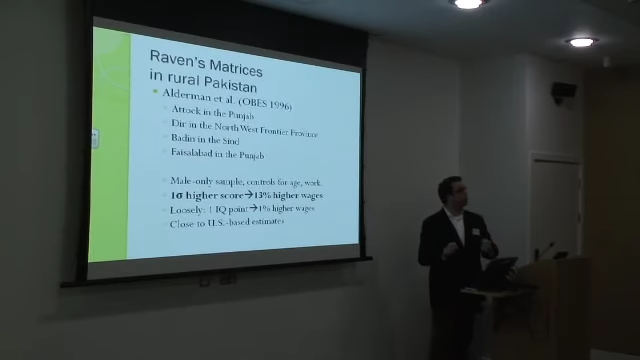 Raven's Matrices
in rural Pakistan
Alderman et al. (OBES 1996)
Attock in the Punjab
Dir in the North West Frontier Province
Badin in the Sind
Faisalabad in the Punjab
Male-only sample, controls for age, work.
1σ higher score→13% higher wages
Loosely: 1 IQ point→1% higher wages
Close to U.S.-based estimates